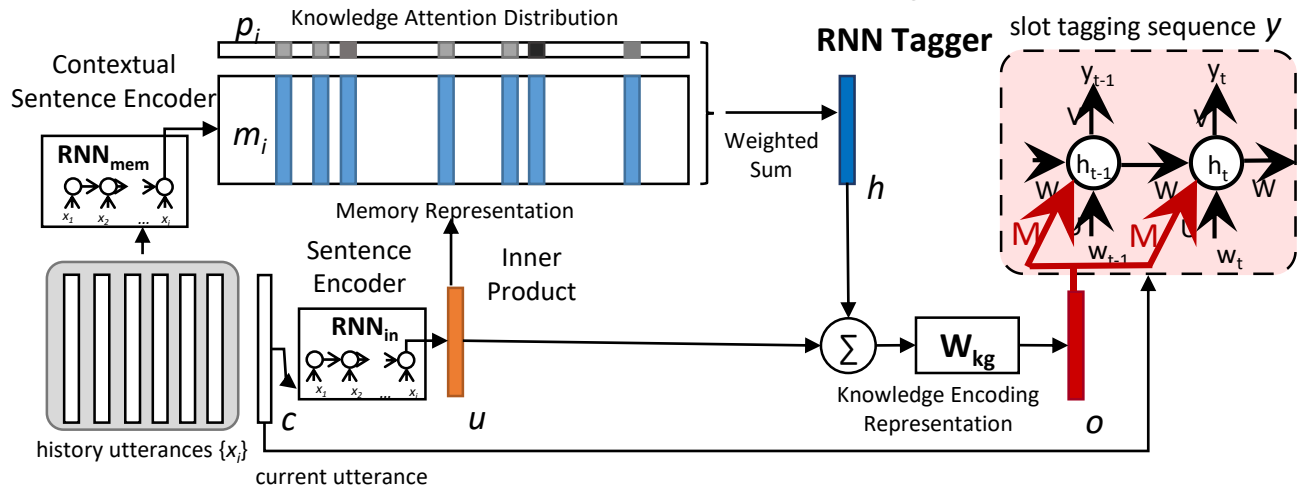 Knowledge Attention Distribution
p_i
RNN Tagger
slot tagging sequence y
Contextual
Sentence Encoder
m_i
Weighted
Sum
h
RNN_mem
x_1 x_2 ... x_i
Memory Representation
Sentence
Encoder
Inner
Product
RNN_in
x_1 x_2 ... x_i
y_t-1 y_t
V V
h_t-1 h_t
W W W
M M U
w_t-1 w_t
∑
W_kg
Knowledge Encoding
Representation
c
u
o
history utterances {x_i}
current utterance